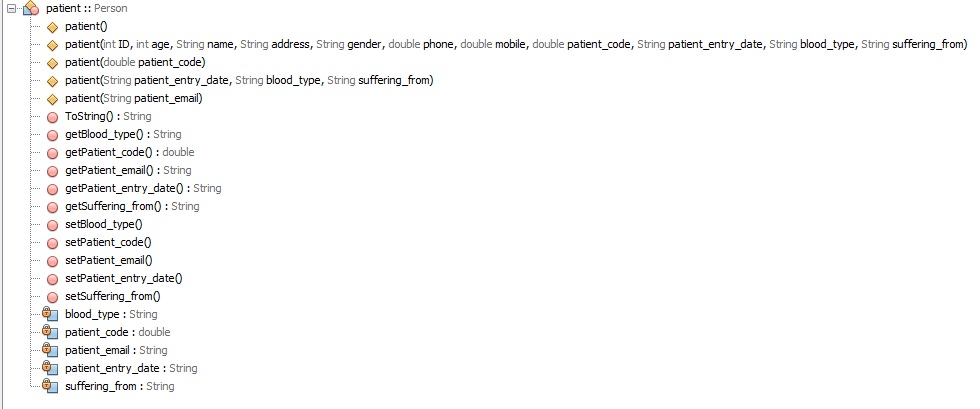 patient :: Person
patient()
patient(int ID, int age, String name, String address, String gender, double phone, double mobile, double patient_code, String patient_entry_date, String blood_type, String suffering_from)
patient(double patient_code)
patient(String patient_entry_date, String blood_type, String suffering_from)
patient(String patient_email)
ToString() : String
getBlood_type() : String
getPatient_code() : double
getPatient_email() : String
getPatient_entry_date() : String
getSuffering_from() : String
setBlood_type()
setPatient_code()
setPatient_email()
setPatient_entry_date()
setSuffering_from()
blood_type : String
patient_code : double
patient_email : String
patient_entry_date : String
suffering_from : String